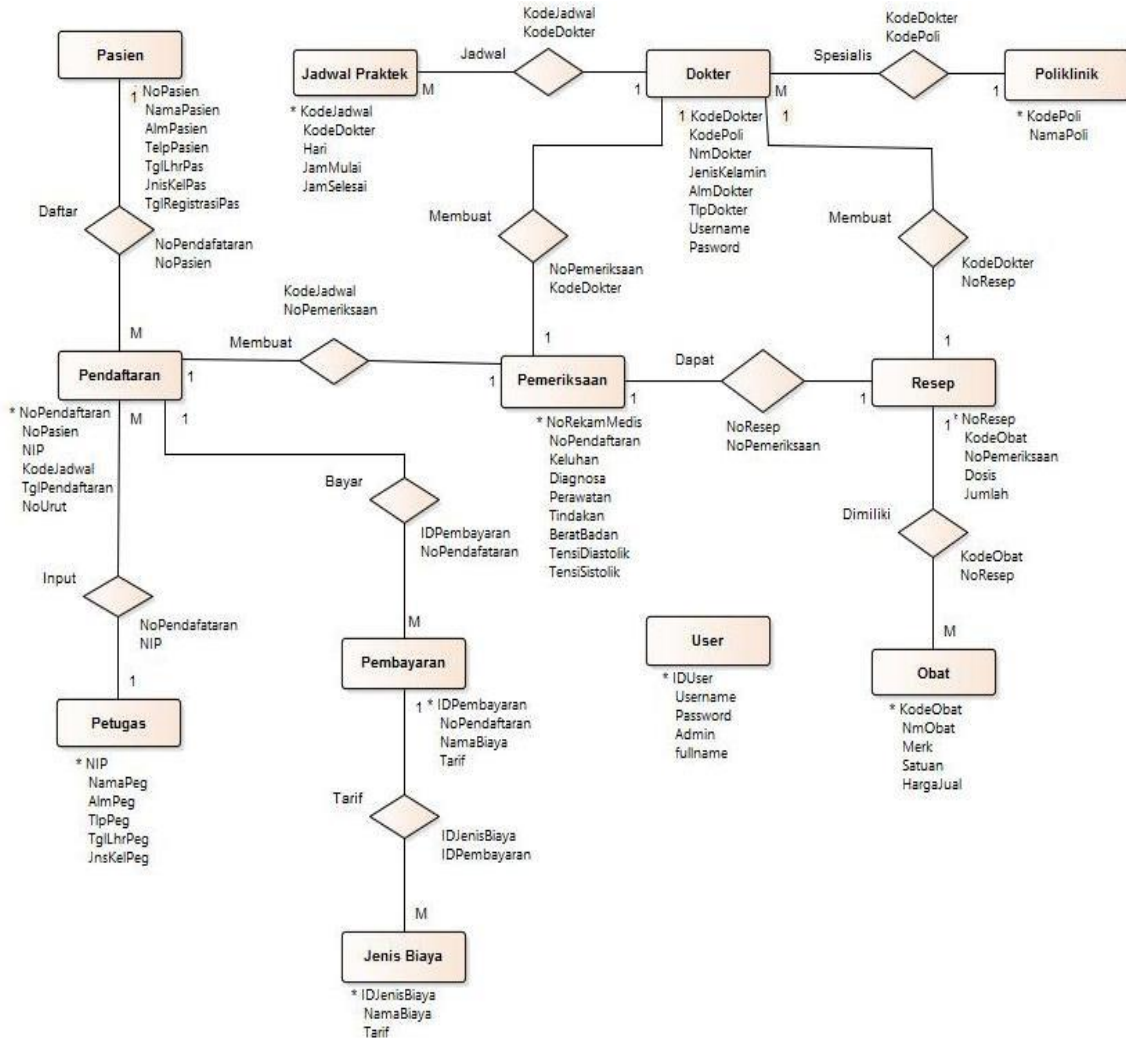 Pasien
1
* NoPasien
NamaPasien
AlmPasien
TelpPasien
TglLhrPas
JnisKelPas
TglRegistrasiPas
Daftar
NoPendafataran
NoPasien
M
Jadwal Praktek
M
* KodeJadwal
KodeDokter
Hari
JamMulai
JamSelesai
Jadwal
KodeJadwal
KodeDokter
1
Dokter
M
1
1
* KodeDokter
KodePoli
NmDokter
JenisKelamin
AlmDokter
TlpDokter
Username
Pasword
Spesialis
KodeDokter
KodePoli
1
Poliklinik
* KodePoli
NamaPoli
Membuat
NoPemeriksaan
KodeDokter
1
Membuat
KodeDokter
NoResep
1
Pendaftaran
1
M
1
* NoPendaftaran
NoPasien
NIP
KodeJadwal
TglPendaftaran
NoUrut
Membuat
KodeJadwal
NoPemeriksaan
1
Pemeriksaan
1
* NoRekamMedis
NoPendaftaran
Keluhan
Diagnosa
Perawatan
Tindakan
BeratBadan
TensiDiastolik
TensiSistolik
Dapat
NoResep
NoPemeriksaan
1
Resep
1
* NoResep
KodeObat
NoPemeriksaan
Dosis
Jumlah
Dimiliki
KodeObat
NoResep
M
Obat
* KodeObat
NmObat
Merk
Satuan
HargaJual
Input
NoPendafataran
NIP
1
Petugas
* NIP
NamaPeg
AlmPeg
TlpPeg
TglLhrPeg
JnsKelPeg
Bayar
IDPembayaran
NoPendafataran
M
Pembayaran
1
* IDPembayaran
NoPendaftaran
NamaBiaya
Tarif
Tarif
IDJenisBiaya
IDPembayaran
M
Jenis Biaya
* IDJenisBiaya
NamaBiaya
Tarif
User
* IDUser
Username
Password
Admin
fullname